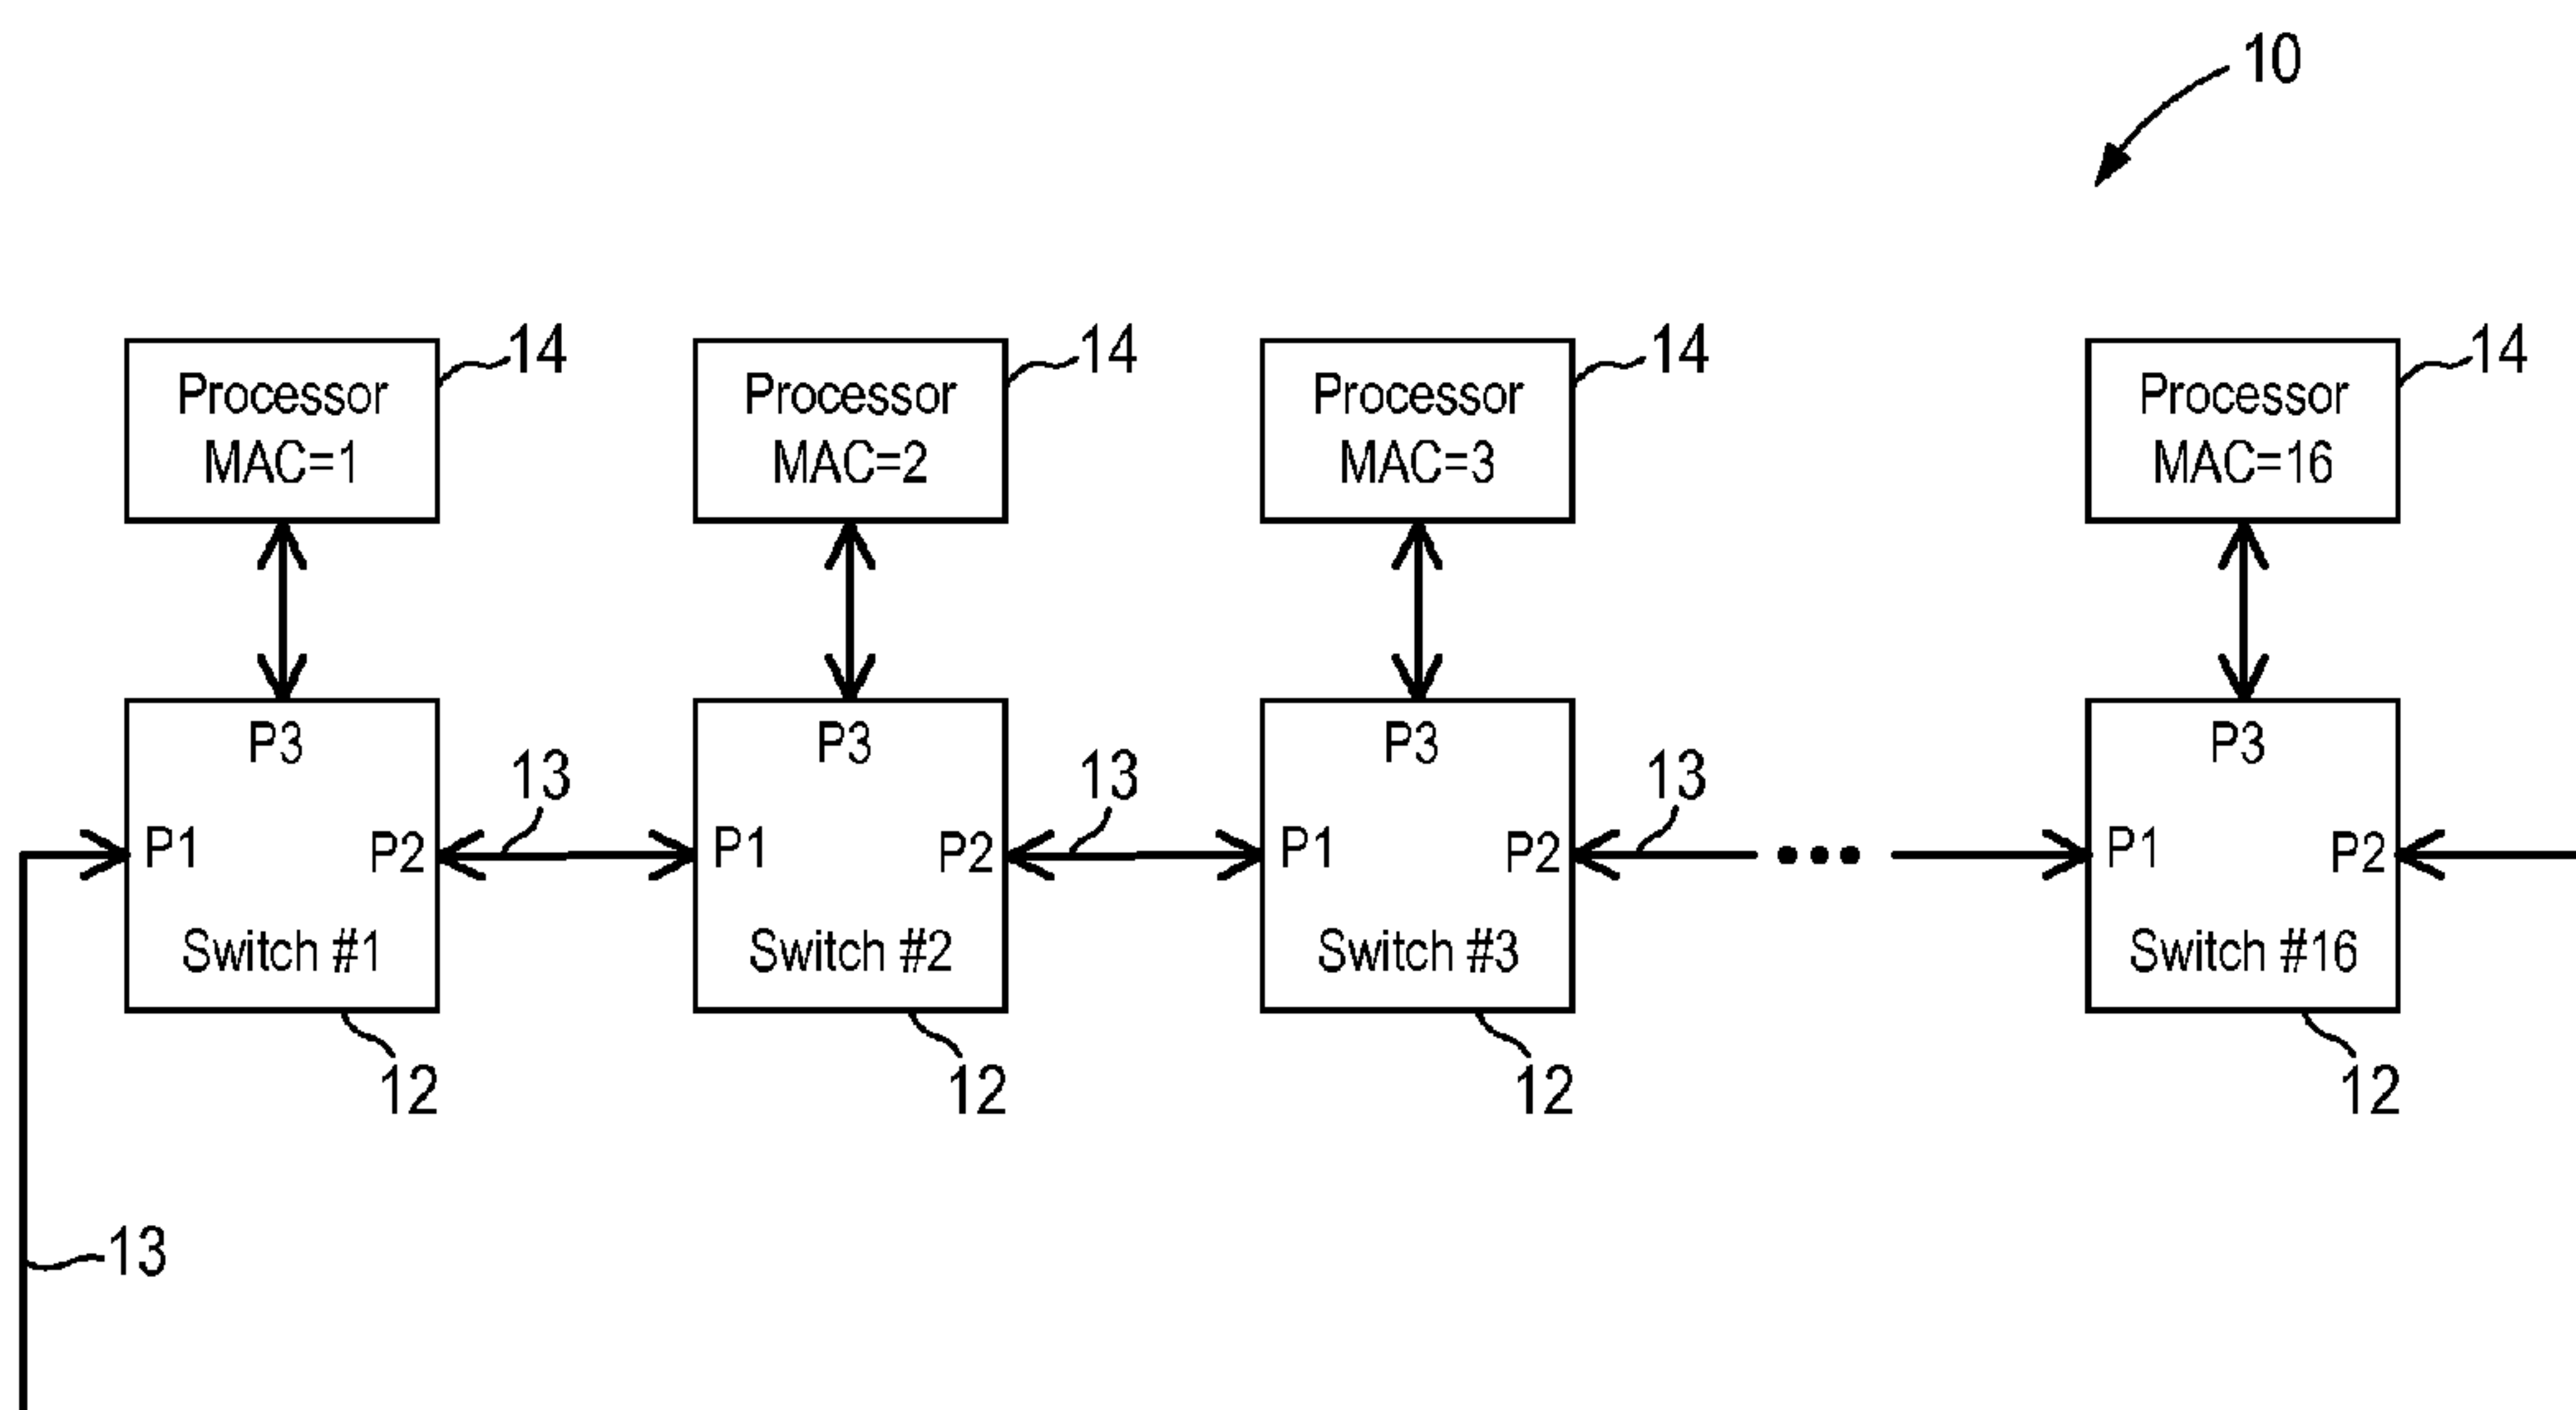 10
14
14
14
14
Processor
MAC=1
Processor
MAC=2
Processor
MAC=3
Processor
MAC=16
P3
P3
P3
P3
13
13
13
P1
P2
P1
P2
P1
P2
P1
P2
Switch #1
Switch #2
Switch #3
Switch #16
12
12
12
12
13